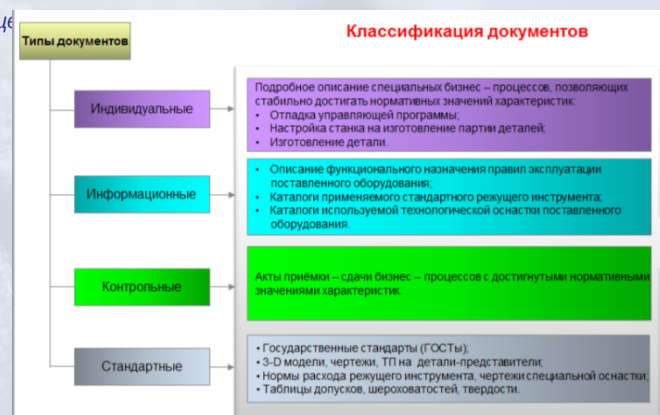 Классификация документов
Типы документов
Индивидуальные
Подробное описание специальных бизнес – процессов, позволяющих
стабильно достигать нормативных значений характеристик:
• Отладка управляющей программы;
• Настройка станка на изготовление партии деталей;
• Изготовление детали.
Информационные
• Описание функционального назначения правил эксплуатации
поставленного оборудования;
• Каталоги применяемого стандартного режущего инструмента;
• Каталоги используемой технологической оснастки поставленного
оборудования.
Контрольные
Акты приёмки – сдачи бизнес – процессов с достигнутыми нормативными
значениями характеристик.
Стандартные
• Государственные стандарты (ГОСТы);
• 3-D модели, чертежи, ТП на детали-представители;
• Нормы расхода режущего инструмента, чертежи специальной оснастки;
• Таблицы допусков, шероховатостей, твердости.